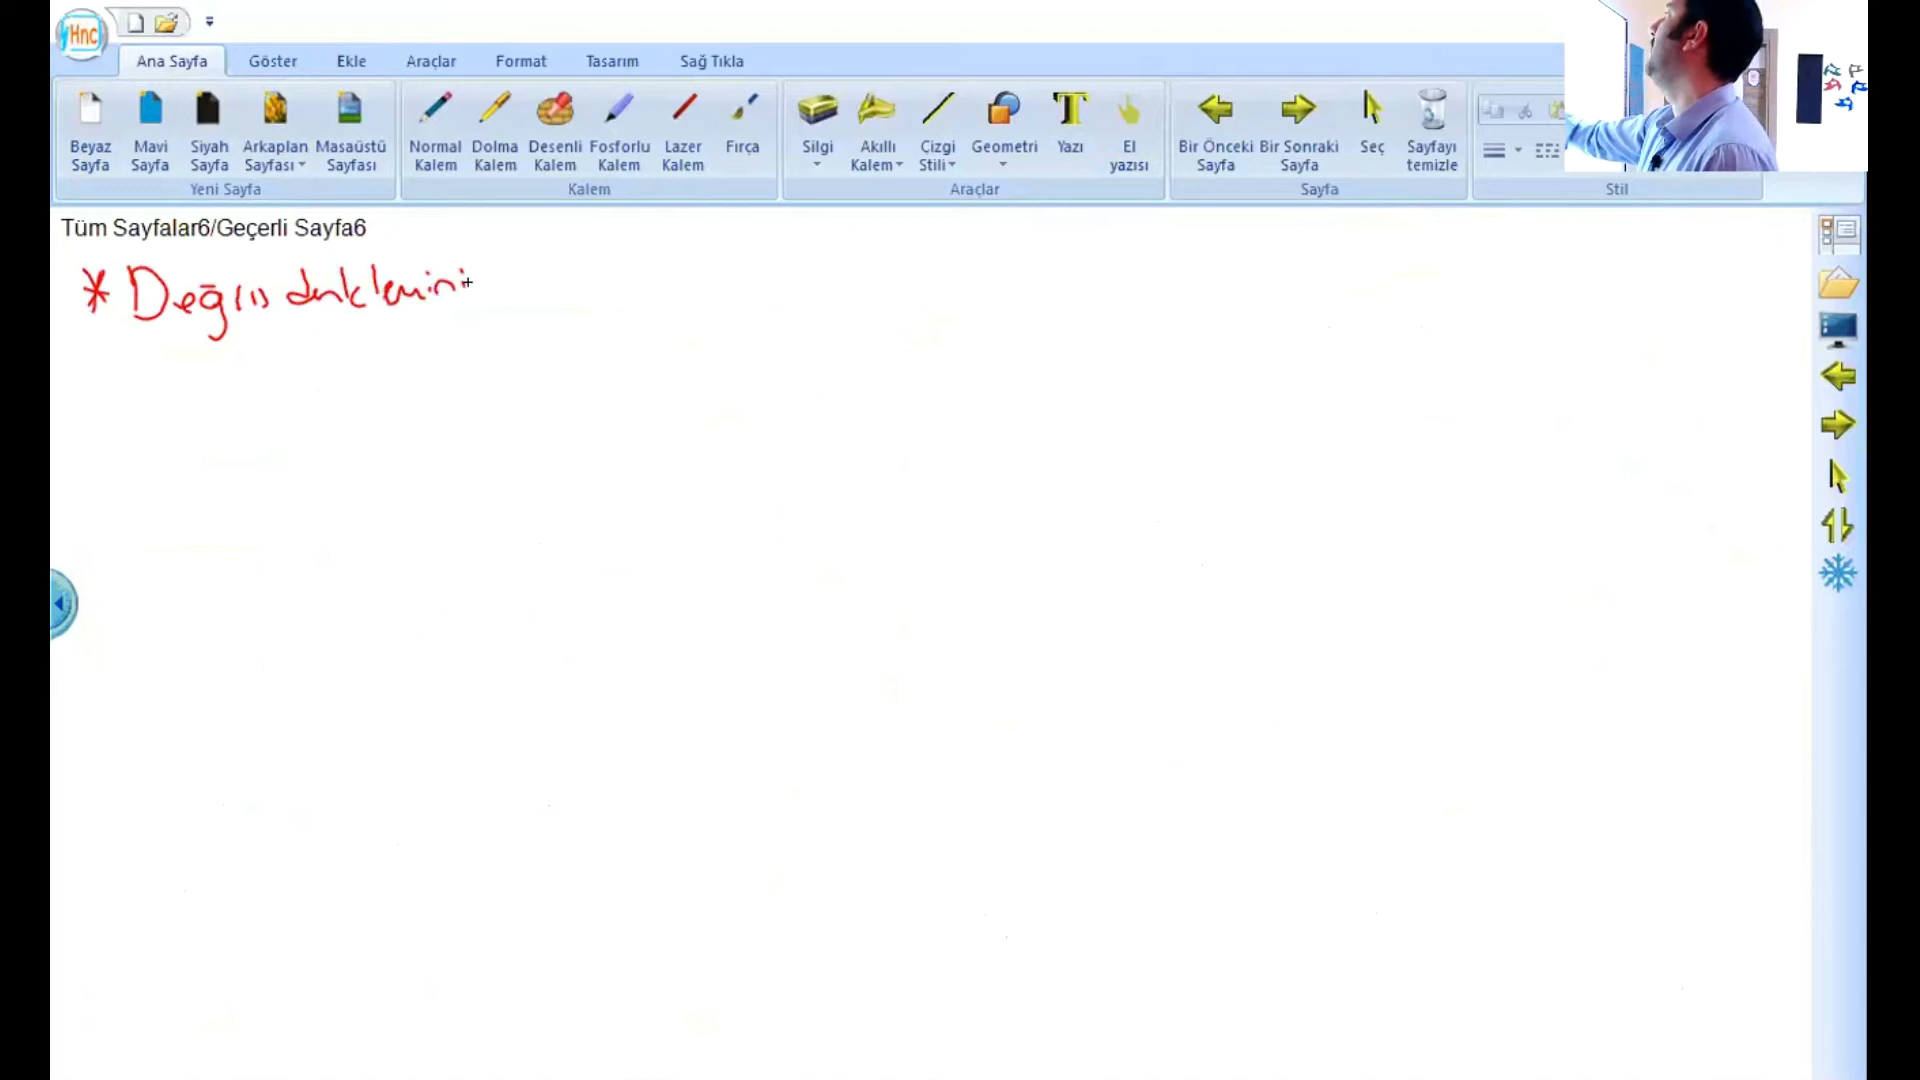 Hnc
Ana Sayfa Göster Ekle Araçlar Format Tasarım Sağ Tıkla
Beyaz Sayfa Mavi Sayfa Siyah Sayfa Arkaplan Sayfası Masaüstü Sayfası Normal Kalem Dolma Kalem Desenli Kalem Fosforlu Kalem Lazer Kalem Fırça Silgi Akıllı Kalem Çizgi Stili Geometri Yazı El yazısı Bir Önceki Sayfa Bir Sonraki Sayfa Seç Sayfayı temizle
Yeni Sayfa Kalem Araçlar Sayfa Stil
Tüm Sayfalar6/Geçerli Sayfa6
* denklemini